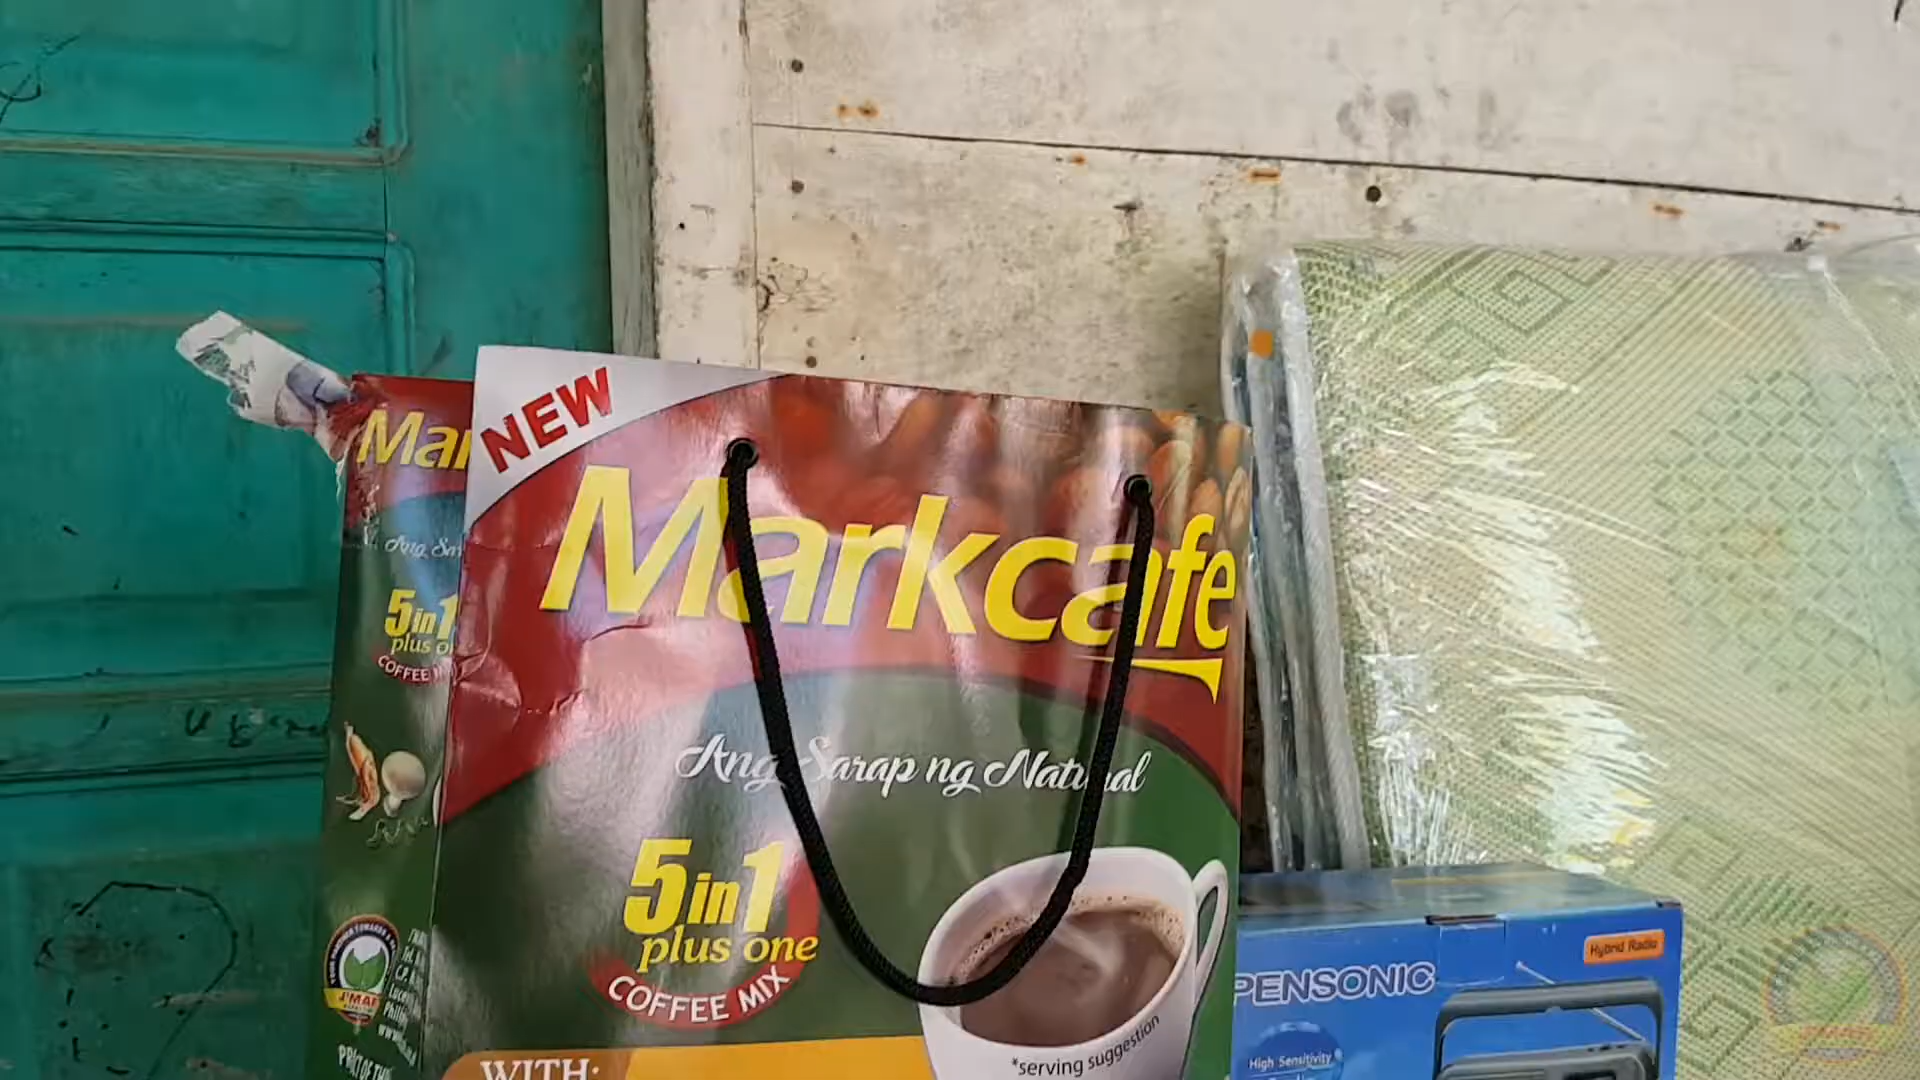 NEW
Markcafe
Ang Sarap ng Natural
5in1
plus one
COFFEE MIX
WITH:
*serving suggestion
Mar
5in1
PENSONIC
Hybrid Radio
High Sensitivity